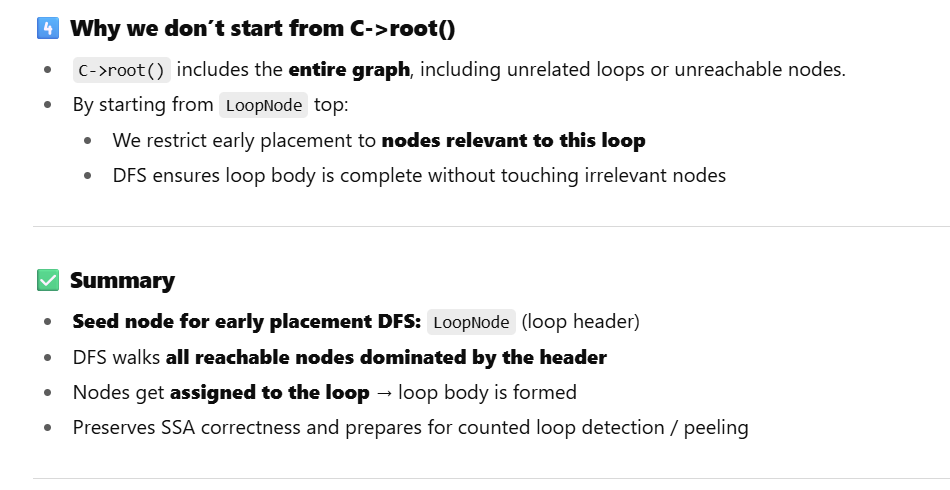 4 Why we don´t start from C->root()
C->root() includes the entire graph, including unrelated loops or unreachable nodes.
By starting from LoopNode top:
We restrict early placement to nodes relevant to this loop
DFS ensures loop body is complete without touching irrelevant nodes
Summary
Seed node for early placement DFS: LoopNode (loop header)
DFS walks all reachable nodes dominated by the header
Nodes get assigned to the loop → loop body is formed
Preserves SSA correctness and prepares for counted loop detection / peeling